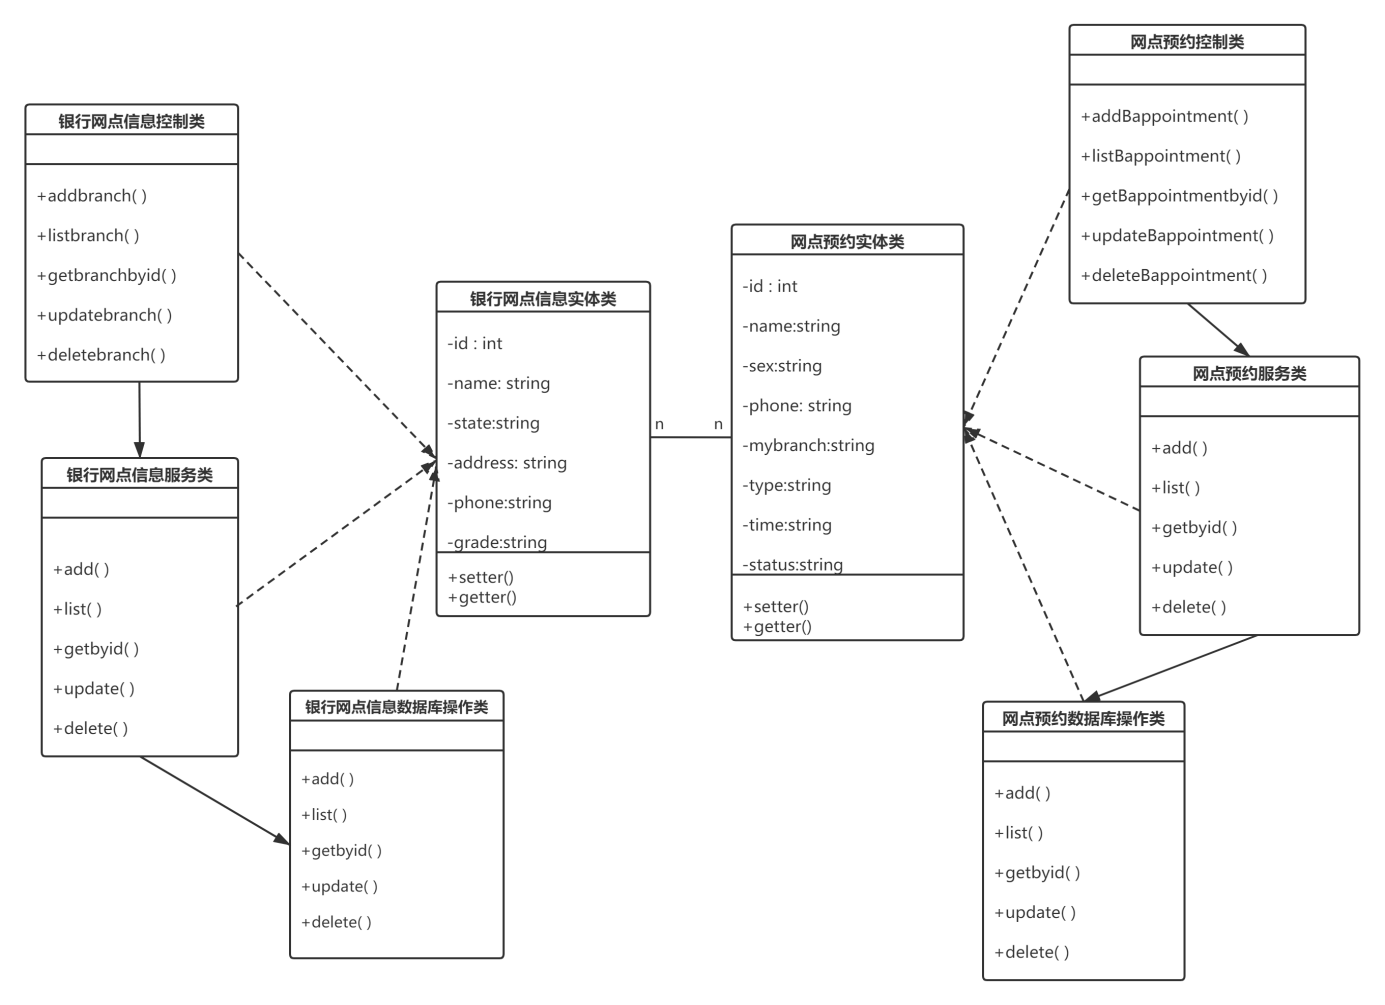 银行网点信息控制类
+addbranch( )
+listbranch( )
+getbranchbyid( )
+updatebranch( )
+deletebranch( )
银行网点信息服务类
+add( )
+list( )
+getbyid( )
+update( )
+delete( )
银行网点信息实体类
-id : int
-name: string
-state:string
-address: string
-phone:string
-grade:string
+setter()
+getter()
银行网点信息数据库操作类
+add( )
+list( )
+getbyid( )
+update( )
+delete( )
n
n
网点预约实体类
-id : int
-name:string
-sex:string
-phone: string
-mybranch:string
-type:string
-time:string
-status:string
+setter()
+getter()
网点预约控制类
+addBappointment( )
+listBappointment( )
+getBappointmentbyid( )
+updateBappointment( )
+deleteBappointment( )
网点预约服务类
+add( )
+list( )
+getbyid( )
+update( )
+delete( )
网点预约数据库操作类
+add( )
+list( )
+getbyid( )
+update( )
+delete( )